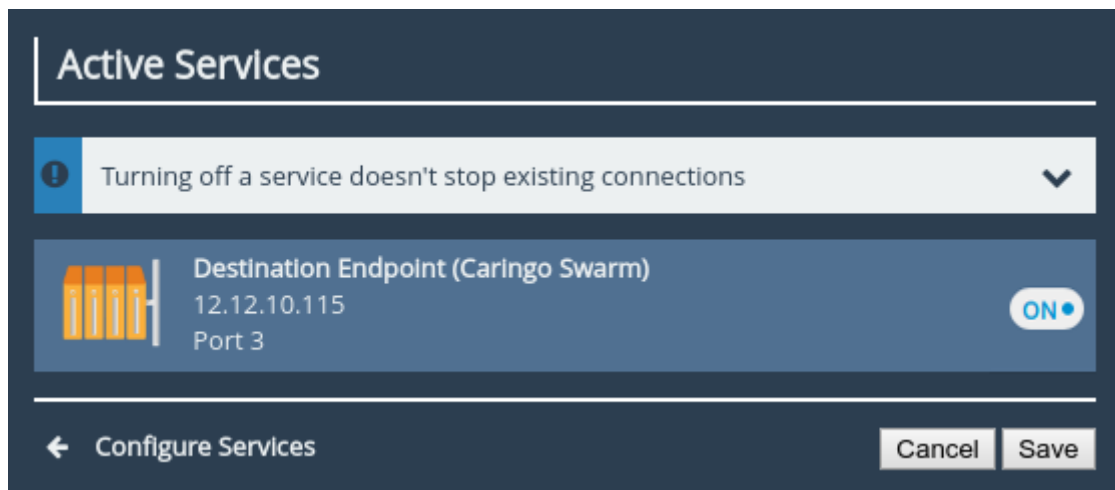 Active Services
Turning off a service doesn't stop existing connections
Destination Endpoint (Caringo Swarm)
12.12.10.115
Port 3
ON
Configure Services
Cancel
Save